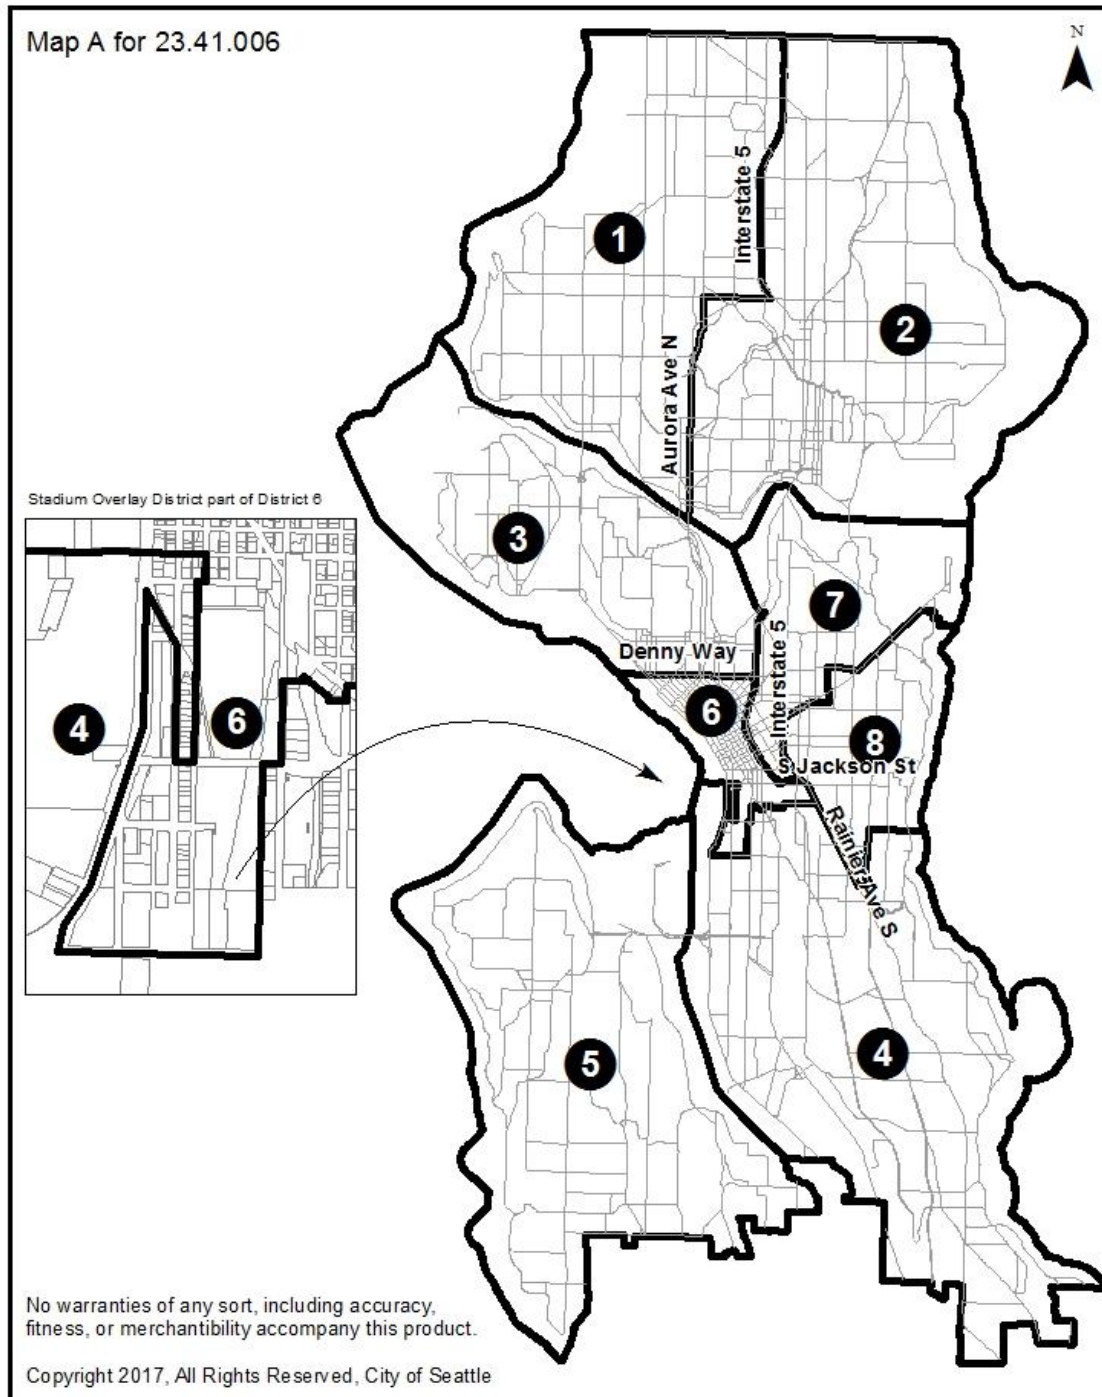 Map A for 23.41.006
N
Interstate 5
1
2
Aurora Ave N
Stadium Overlay District part of District 6
3
7
Denny Way
Interstate 5
6
4
6
8
S Jackson St
Rainier Ave S
4
5
No warranties of any sort, including accuracy,
fitness, or merchantibility accompany this product.
Copyright 2017, All Rights Reserved, City of Seattle